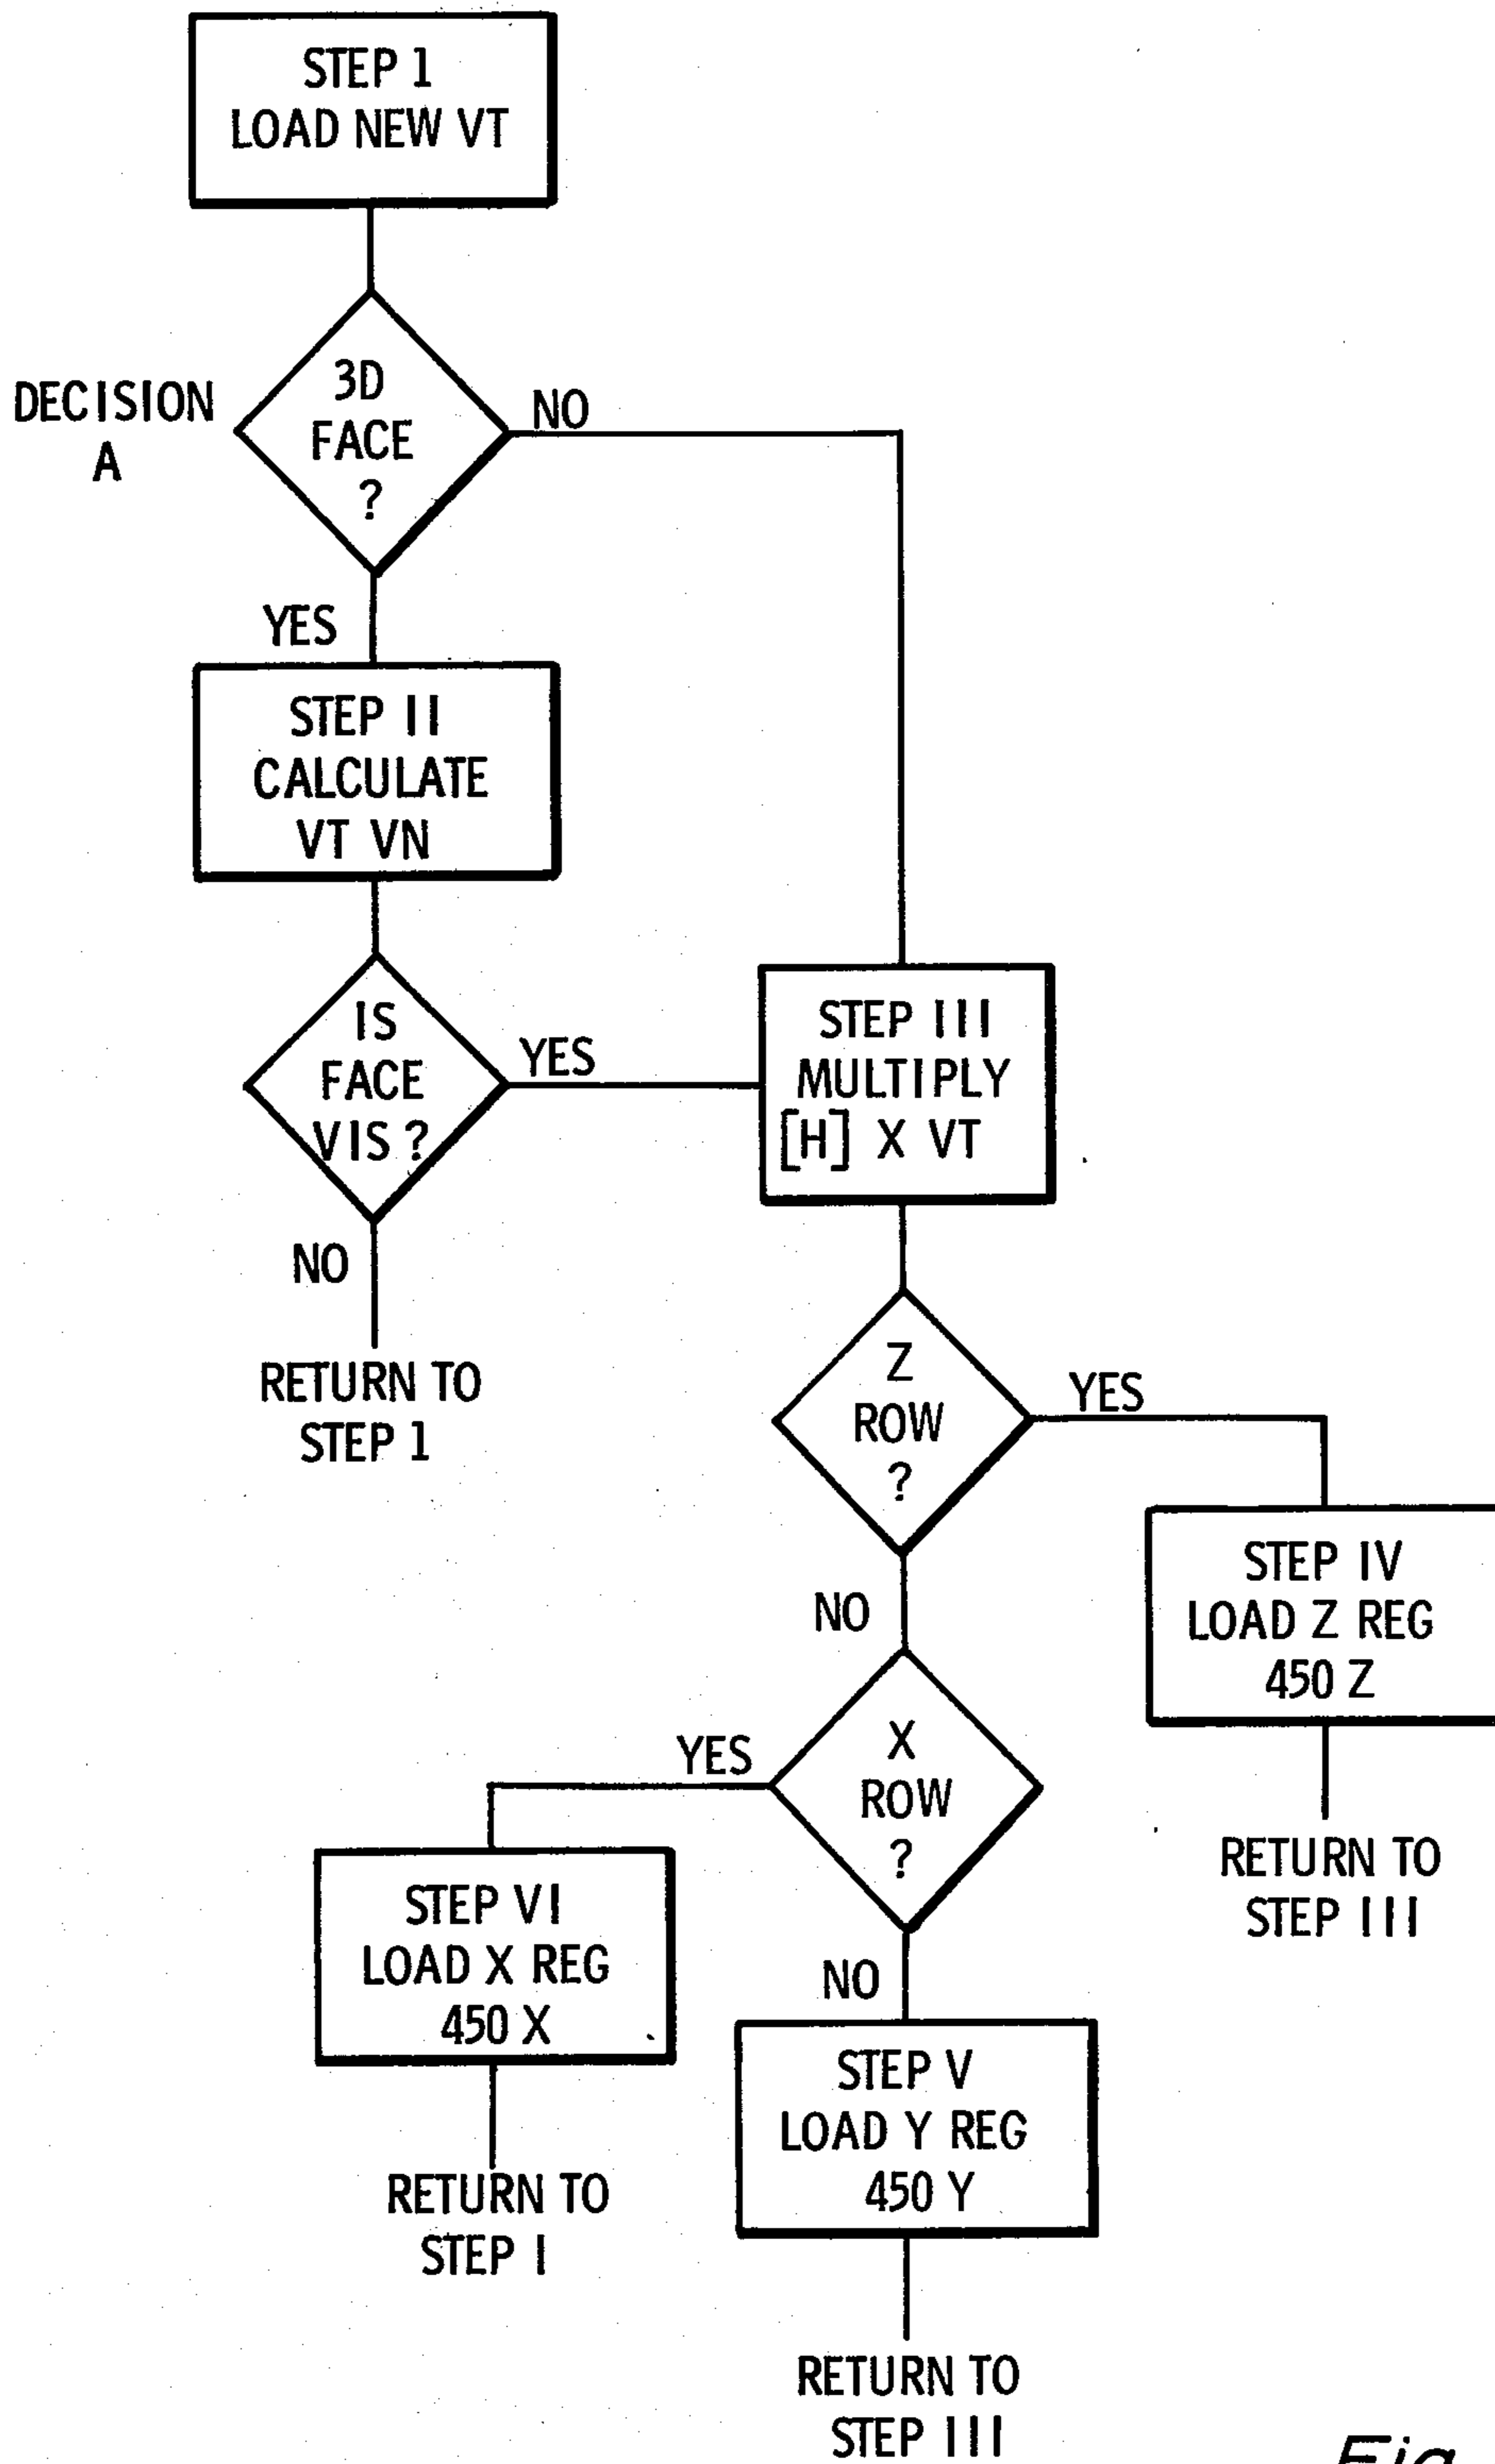 STEP 1
LOAD NEW VT
DECISION
A
3D
FACE
?
NO
YES
STEP II
CALCULATE
VT VN
IS
FACE
VIS ?
YES
NO
RETURN TO
STEP 1
STEP III
MULTIPLY
[H] X VT
Z
ROW
?
YES
NO
STEP IV
LOAD Z REG
450 Z
RETURN TO
STEP III
X
ROW
?
YES
NO
STEP VI
LOAD X REG
450 X
RETURN TO
STEP I
STEP V
LOAD Y REG
450 Y
RETURN TO
STEP III
Fig